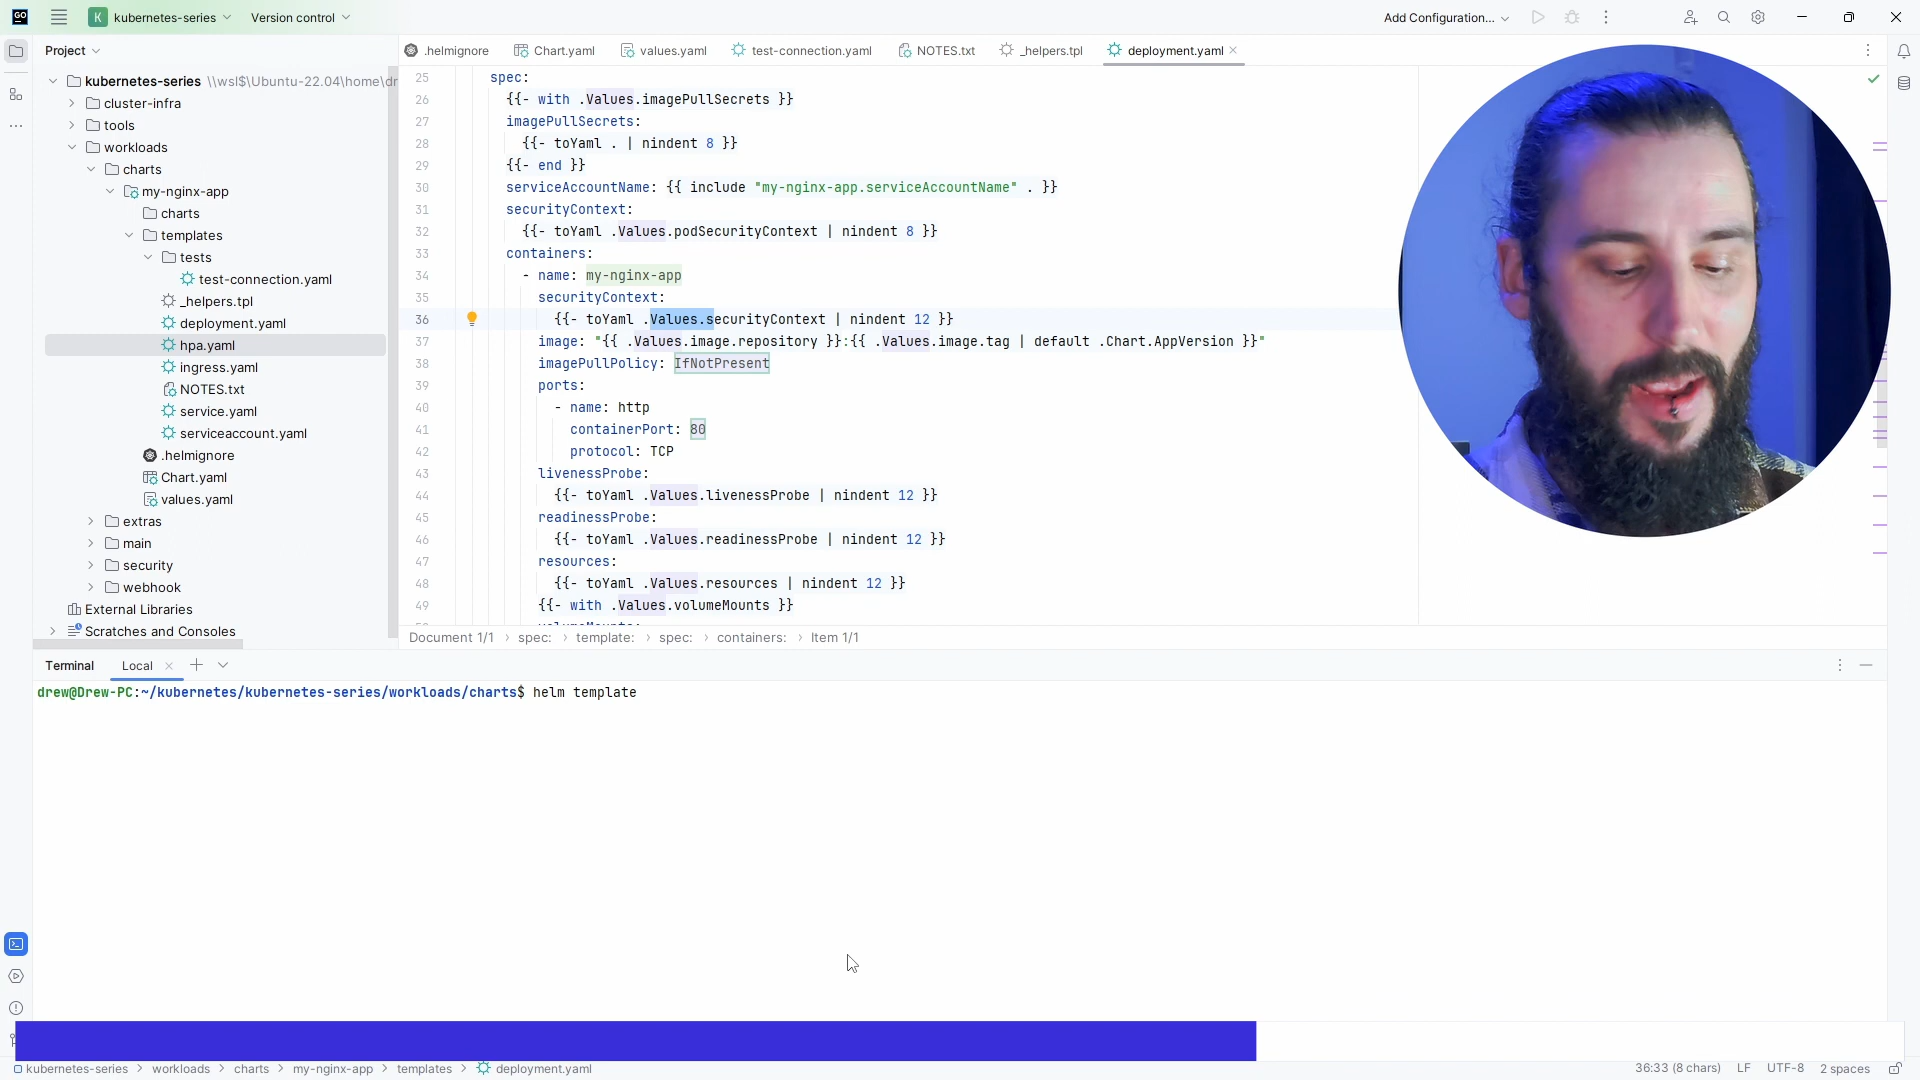 GO
K kubernetes-series
Version control
Add Configuration...
Project
.helmignore
Chart.yaml
values.yaml
test-connection.yaml
NOTES.txt
_helpers.tpl
deployment.yaml
kubernetes-series \\wsl$\Ubuntu-22.04\home\dr
cluster-infra
tools
workloads
charts
my-nginx-app
charts
templates
tests
test-connection.yaml
_helpers.tpl
deployment.yaml
hpa.yaml
ingress.yaml
NOTES.txt
service.yaml
serviceaccount.yaml
.helmignore
Chart.yaml
values.yaml
extras
main
security
webhook
External Libraries
Scratches and Consoles
25 spec:
26 {{- with .Values.imagePullSecrets }}
27 imagePullSecrets:
28 {{- toYaml . | nindent 8 }}
29 {{- end }}
30 serviceAccountName: {{ include "my-nginx-app.serviceAccountName" . }}
31 securityContext:
32 {{- toYaml .Values.podSecurityContext | nindent 8 }}
33 containers:
34 - name: my-nginx-app
35 securityContext:
36 {{- toYaml .Values.securityContext | nindent 12 }}
37 image: "{{ .Values.image.repository }}:{{ .Values.image.tag | default .Chart.AppVersion }}"
38 imagePullPolicy: IfNotPresent
39 ports:
40 - name: http
41 containerPort: 80
42 protocol: TCP
43 livenessProbe:
44 {{- toYaml .Values.livenessProbe | nindent 12 }}
45 readinessProbe:
46 {{- toYaml .Values.readinessProbe | nindent 12 }}
47 resources:
48 {{- toYaml .Values.resources | nindent 12 }}
49 {{- with .Values.volumeMounts }}
Document 1/1 › spec: › template: › spec: › containers: › Item 1/1
Terminal Local
drew@Drew-PC:~/kubernetes/kubernetes-series/workloads/charts$ helm template
kubernetes-series › workloads › charts › my-nginx-app › templates › deployment.yaml
36:33 (8 chars) LF UTF-8 2 spaces